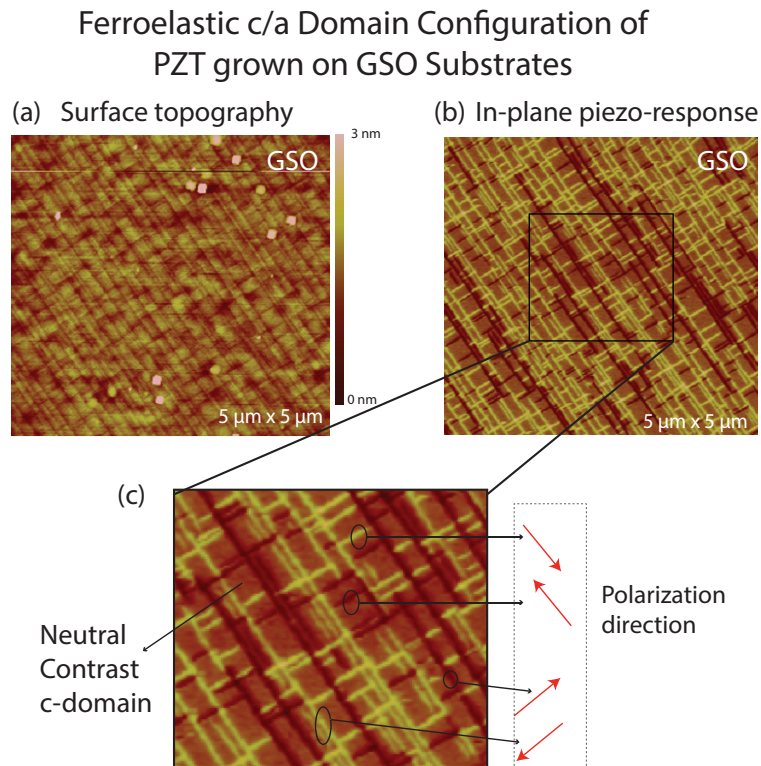 Ferroelastic c/a Domain Configuration of
PZT grown on GSO Substrates
(a) Surface topography
(b) In-plane piezo-response
GSO
3 nm
0 nm
5 µm x 5 µm
GSO
5 µm x 5 µm
(c)
Neutral
Contrast
c-domain
Polarization
direction